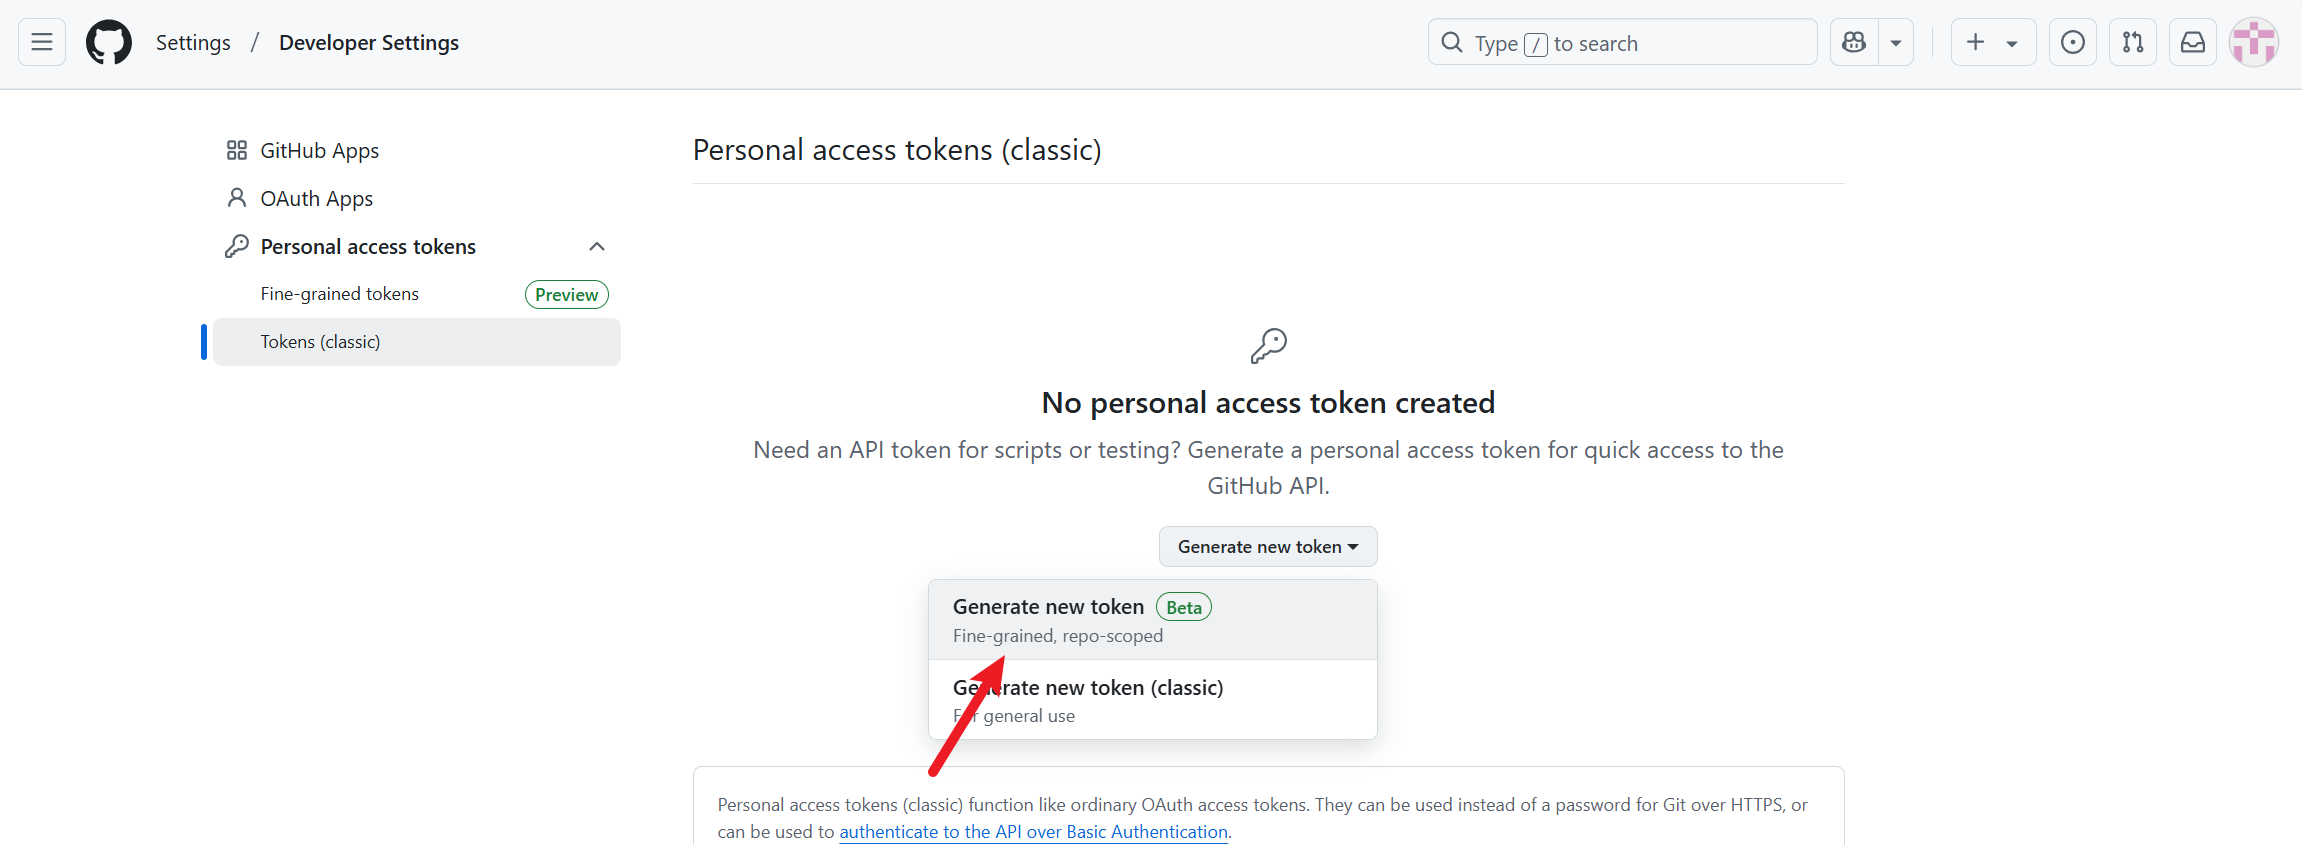 Settings / Developer Settings
Type / to search
GitHub Apps
OAuth Apps
Personal access tokens
Fine-grained tokens Preview
Tokens (classic)
Personal access tokens (classic)
No personal access token created
Need an API token for scripts or testing? Generate a personal access token for quick access to the
GitHub API.
Generate new token
Generate new token Beta
Fine-grained, repo-scoped
Generate new token (classic)
For general use
Personal access tokens (classic) function like ordinary OAuth access tokens. They can be used instead of a password for Git over HTTPS, or
can be used to authenticate to the API over Basic Authentication.